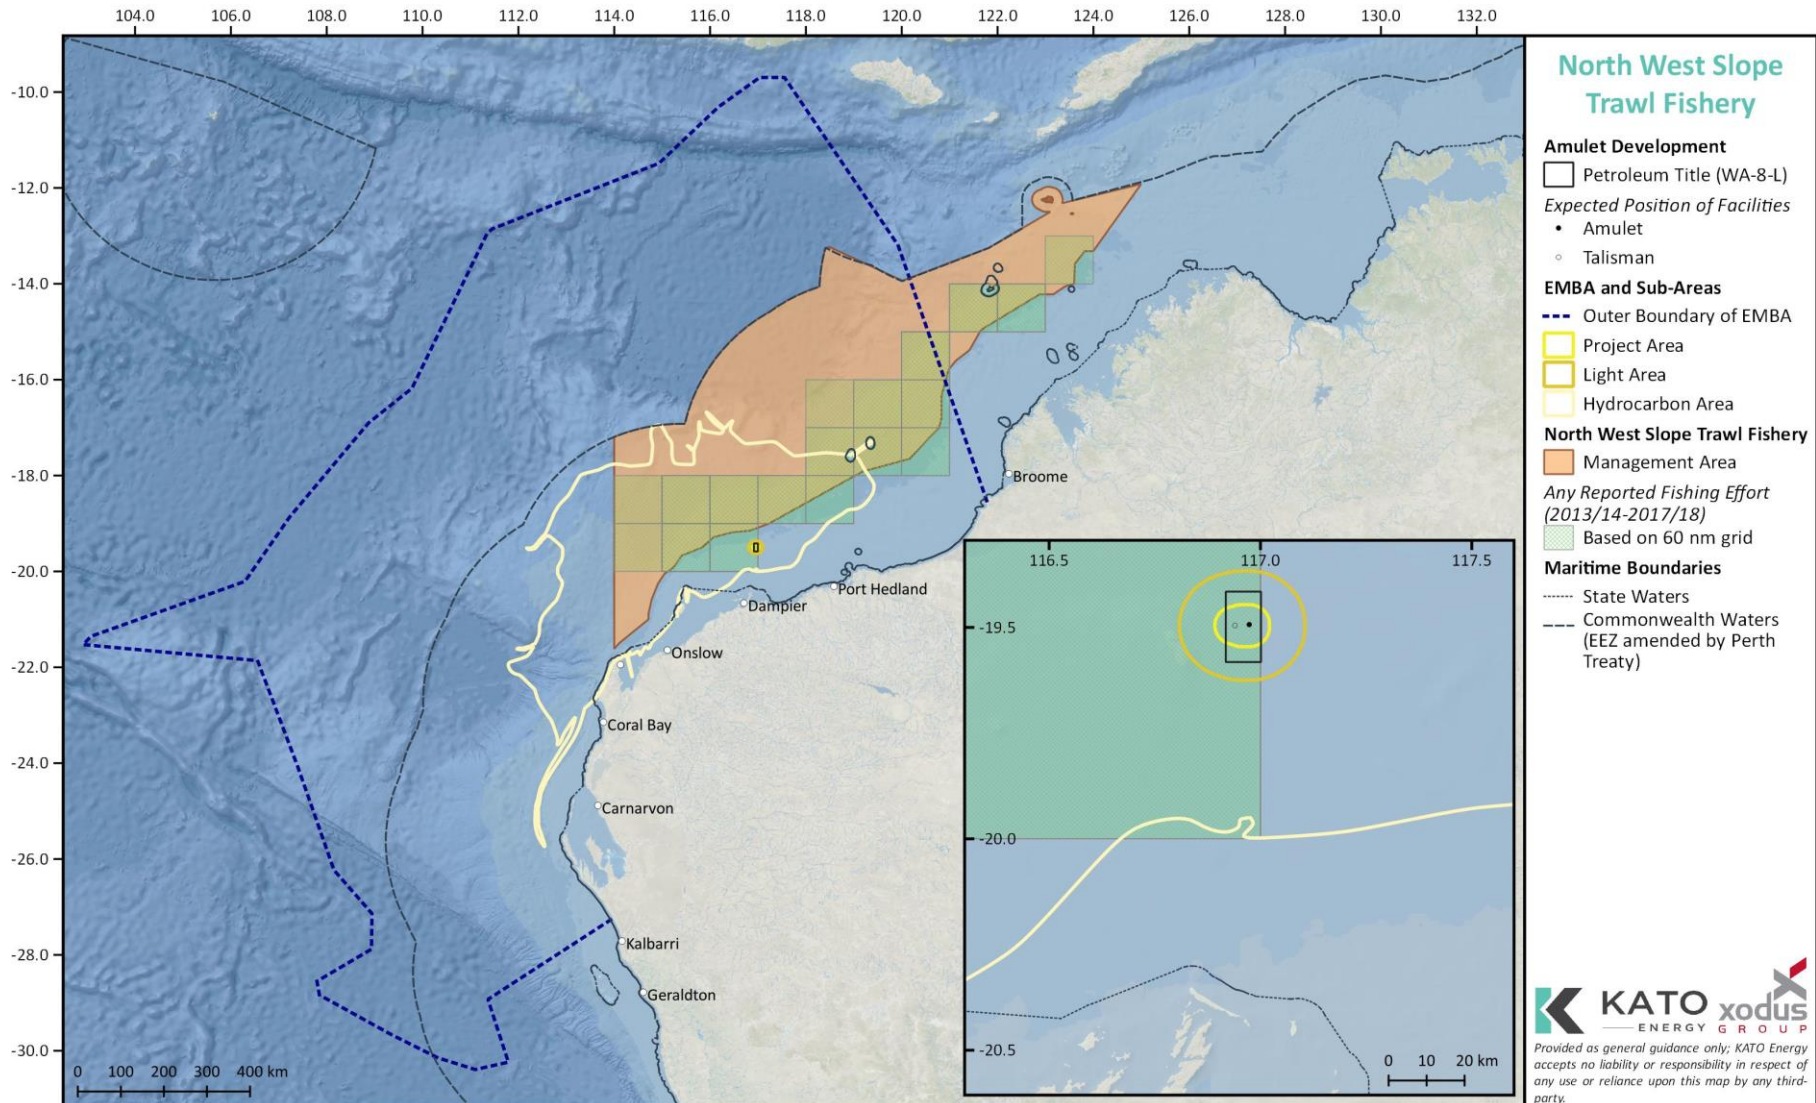 104.0 106.0 108.0 110.0 112.0 114.0 116.0 118.0 120.0 122.0 124.0 126.0 128.0 130.0 132.0
-10.0
-12.0
-14.0
-16.0
-18.0
-20.0
-22.0
-24.0
-26.0
-28.0
-30.0
Broome
Port Hedland
Dampier
Onslow
Coral Bay
Carnarvon
Kalbarri
Geraldton
0 100 200 300 400 km
116.5 117.0 117.5
-19.5
-20.0
-20.5
0 10 20 km
North West Slope
Trawl Fishery
Amulet Development
Petroleum Title (WA-8-L)
Expected Position of Facilities
Amulet
Talisman
EMBA and Sub-Areas
Outer Boundary of EMBA
Project Area
Light Area
Hydrocarbon Area
North West Slope Trawl Fishery
Management Area
Any Reported Fishing Effort
(2013/14-2017/18)
Based on 60 nm grid
Maritime Boundaries
State Waters
Commonwealth Waters
(EEZ amended by Perth
Treaty)
KATO
ENERGY
xodus
GROUP
Provided as general guidance only; KATO Energy
accepts no liability or responsibility in respect of
any use or reliance upon this map by any third-
party.